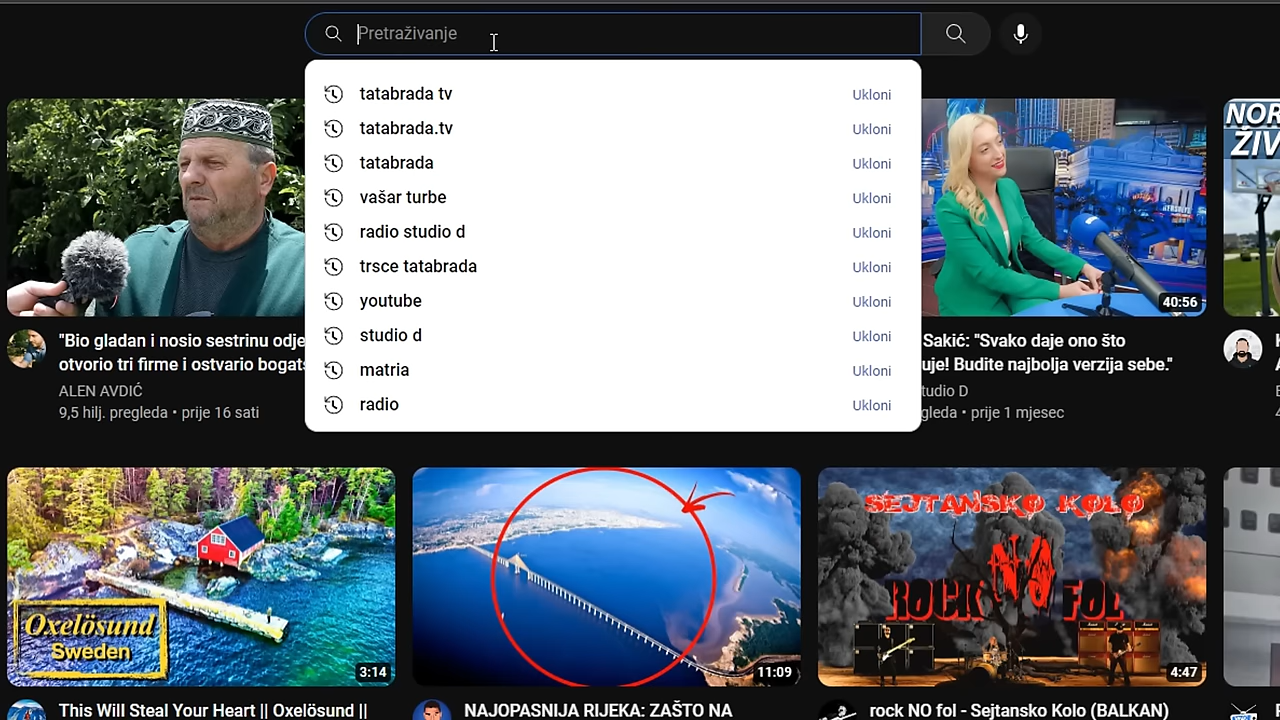 Pretraživanje
tatabrada tv
Ukloni
tatabrada.tv
Ukloni
tatabrada
Ukloni
vašar turbe
Ukloni
radio studio d
Ukloni
trsce tatabrada
Ukloni
youtube
Ukloni
studio d
Ukloni
matria
Ukloni
radio
Ukloni
NOR
ŽIV
40:56
"Bio gladan i nosio sestrinu odje
otvorio tri firme i ostvario bogat
ALEN AVDIĆ
9,5 hilj. pregleda • prije 16 sati
Sakić: "Svako daje ono što
uje! Budite najbolja verzija sebe."
tudio D
gleda • prije 1 mjesec
Oxelösund
Sweden
3:14
11:09
SEJTANSKO KOLO
ROCK NO FOL
4:47
This Will Steal Your Heart || Oxelösund ||
NAJOPASNIJA RIJEKA: ZAŠTO NA
rock NO fol - Sejtansko Kolo (BALKAN)